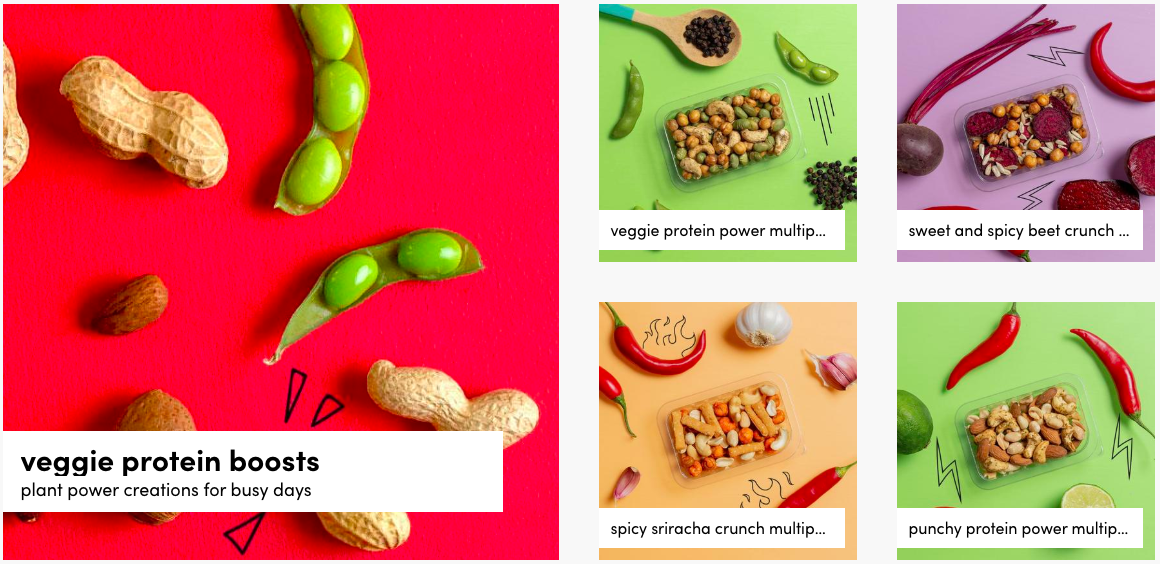 veggie protein boosts
plant power creations for busy days
veggie protein power multip...
sweet and spicy beet crunch ...
spicy sriracha crunch multip...
punchy protein power multip...